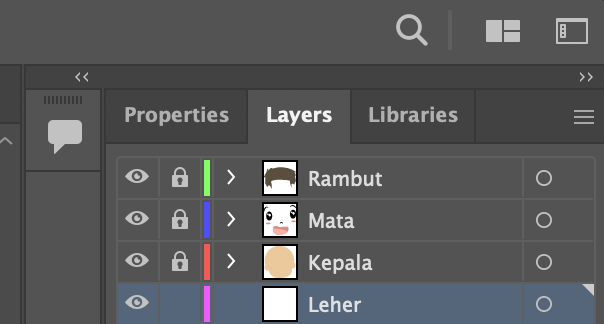 Properties Layers Libraries
Rambut
Mata
Kepala
Leher